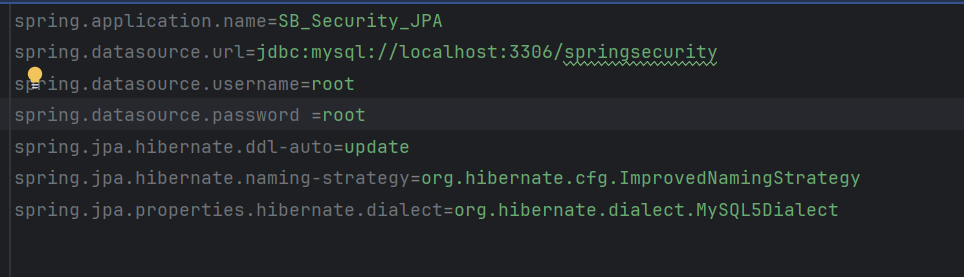 spring.application.name=SB_Security_JPA
spring.datasource.url=jdbc:mysql://localhost:3306/springsecurity
spring.datasource.username=root
spring.datasource.password =root
spring.jpa.hibernate.ddl-auto=update
spring.jpa.hibernate.naming-strategy=org.hibernate.cfg.ImprovedNamingStrategy
spring.jpa.properties.hibernate.dialect=org.hibernate.dialect.MySQL5Dialect